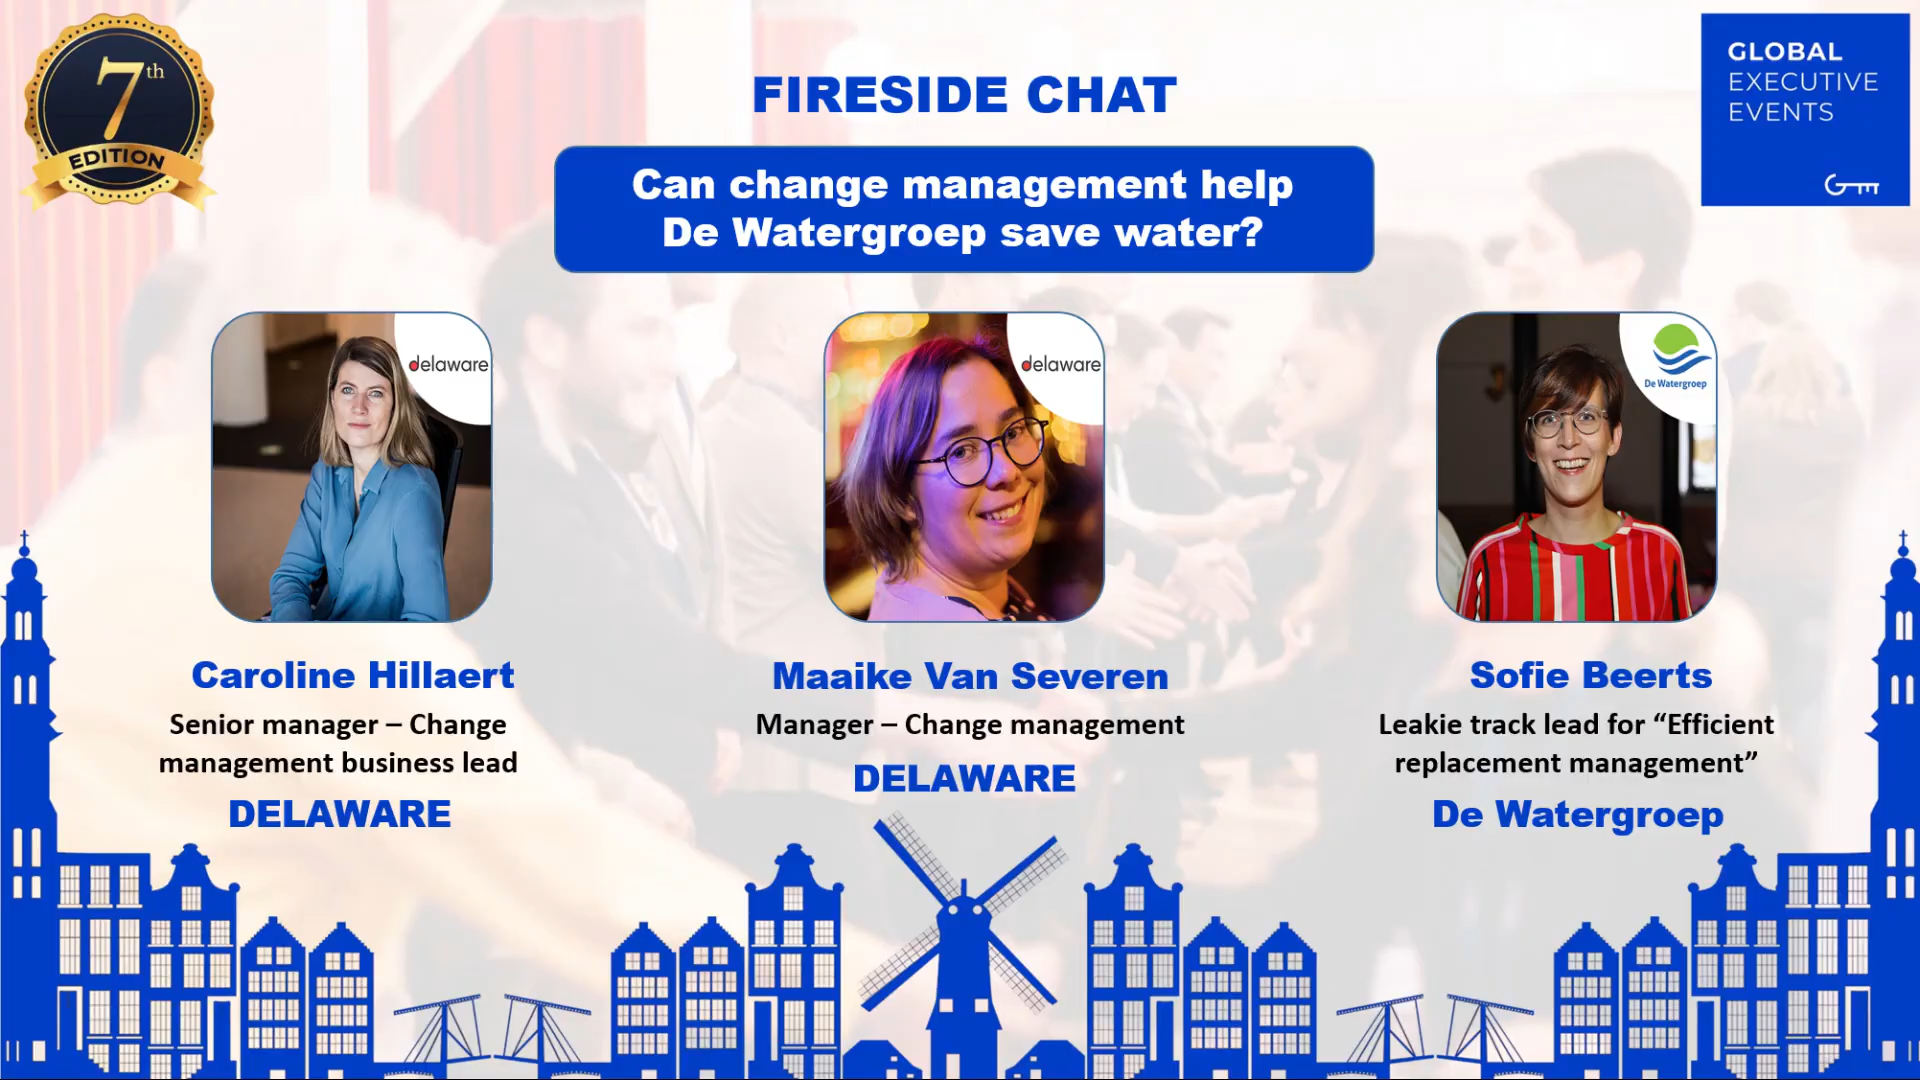 7th
EDITION
GLOBAL
EXECUTIVE
EVENTS
FIRESIDE CHAT
Can change management help
De Watergroep save water?
delaware
delaware
De Watergroep
Caroline Hillaert
Senior manager – Change
management business lead
DELAWARE
Maaike Van Severen
Manager – Change management
DELAWARE
Sofie Beerts
Leakie track lead for “Efficient
replacement management”
De Watergroep